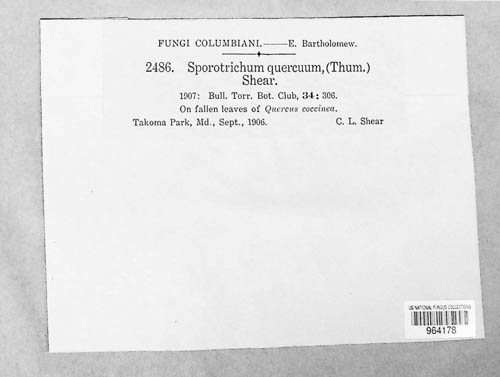 FUNGI COLUMBIANI.——E. Bartholomew.
2486. Sporotrichum quercuum, (Thum.)
Shear.
1907: Bull. Torr. Bot. Club, 34: 306.
On fallen leaves of Quercus coccinea.
Takoma Park, Md., Sept., 1906. C. L. Shear
US NATIONAL FUNGUS COLLECTIONS
964178